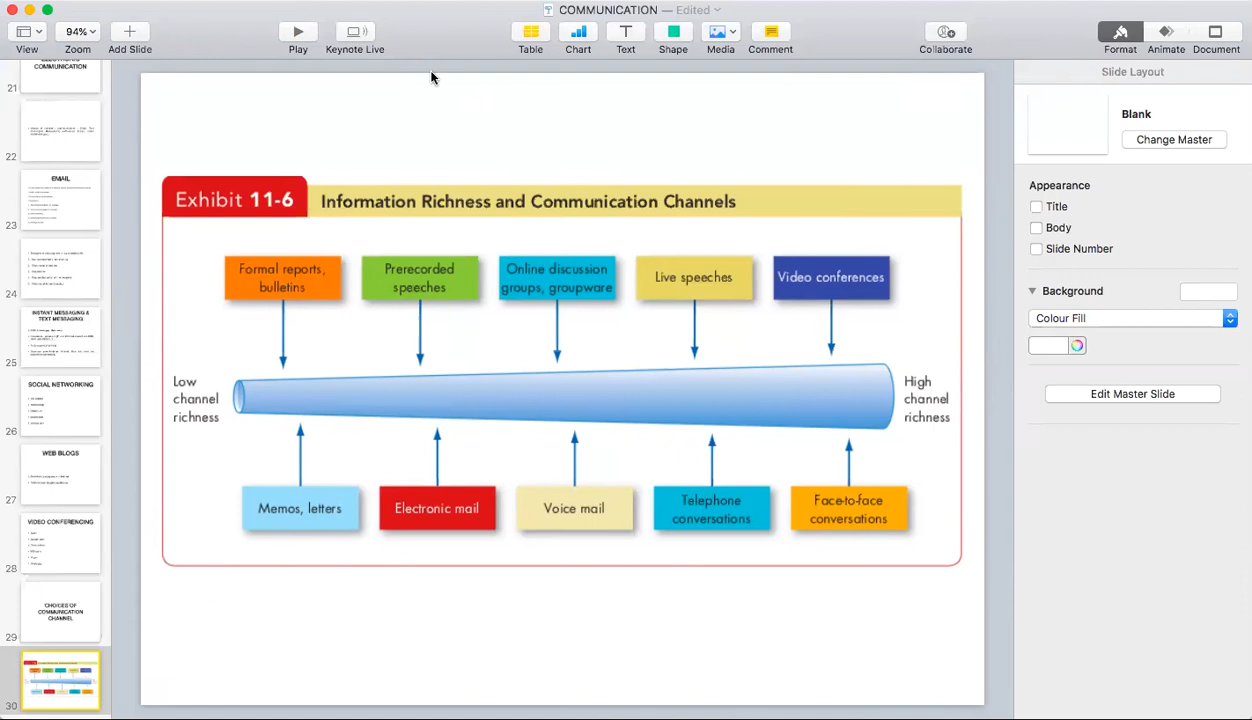 COMMUNICATION — Edited
94%
View
Zoom
Add Slide
Play
Keynote Live
Table
Chart
Text
Shape
Media
Comment
Collaborate
Format
Animate
Document
COMMUNICATION
21
22
EMAIL
23
24
INSTANT MESSAGING &
TEXT MESSAGING
25
SOCIAL NETWORKING
26
WEB BLOGS
27
VIDEO CONFERENCING
28
CHOICES OF
COMMUNICATION
CHANNEL
29
30
Exhibit 11-6
Information Richness and Communication Channels
Formal reports,
bulletins
Prerecorded
speeches
Online discussion
groups, groupware
Live speeches
Video conferences
Low
channel
richness
High
channel
richness
Memos, letters
Electronic mail
Voice mail
Telephone
conversations
Face-to-face
conversations
Slide Layout
Blank
Change Master
Appearance
Title
Body
Slide Number
Background
Colour Fill
Edit Master Slide